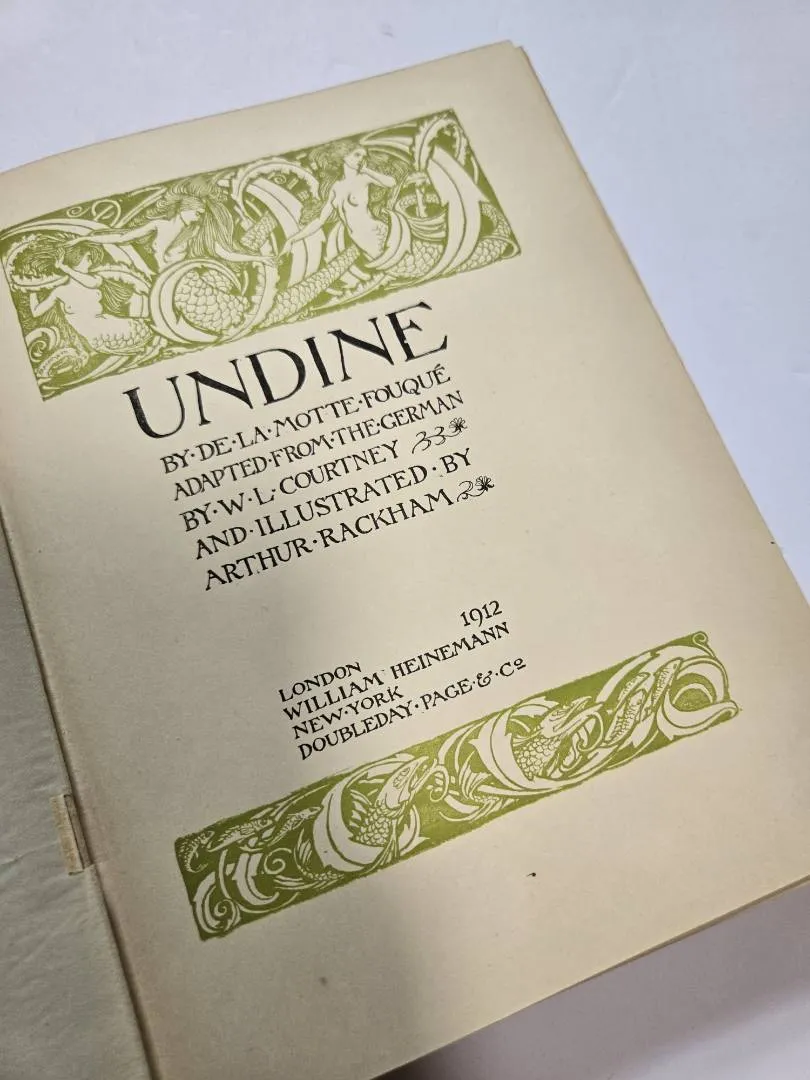 UNDINE
BY·DE·LA·MOTTE·FOUQUÉ
ADAPTED·FROM·THE·GERMAN
BY·W·L·COURTNEY
AND·ILLUSTRATED·BY
ARTHUR·RACKHAM
1912
LONDON
WILLIAM HEINEMANN
NEW·YORK
DOUBLEDAY·PAGE·&·Cº